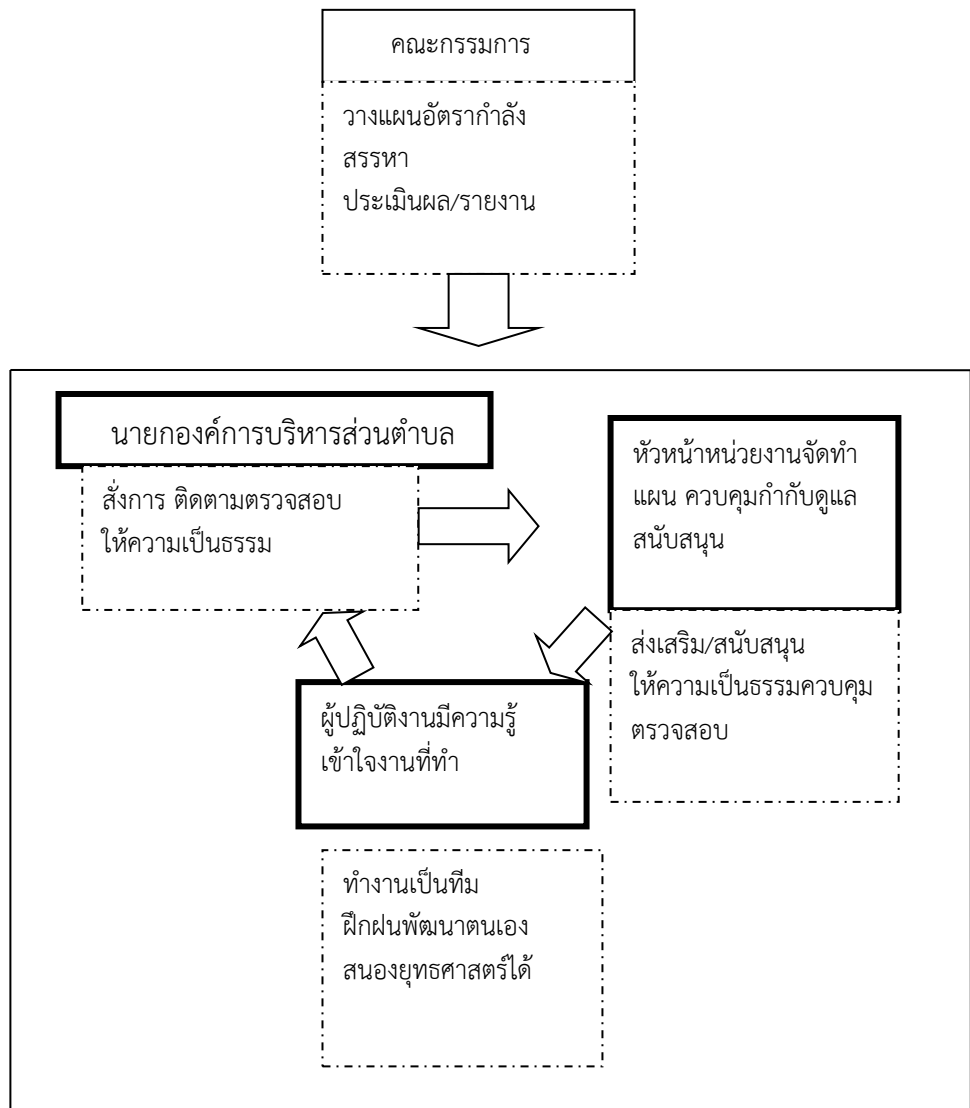 คณะกรรมการ
วางแผนอัตรากำลัง
สรรหา
ประเมินผล/รายงาน
นายกองค์การบริหารส่วนตำบล
สั่งการ ติดตามตรวจสอบ
ให้ความเป็นธรรม
หัวหน้าหน่วยงานจัดทำ
แผน ควบคุมกำกับดูแล
สนับสนุน
ส่งเสริม/สนับสนุน
ให้ความเป็นธรรมควบคุม
ตรวจสอบ
ผู้ปฏิบัติงานมีความรู้
เข้าใจงานที่ทำ
ทำงานเป็นทีม
ฝึกฝนพัฒนาตนเอง
สนองยุทธศาสตร์ได้